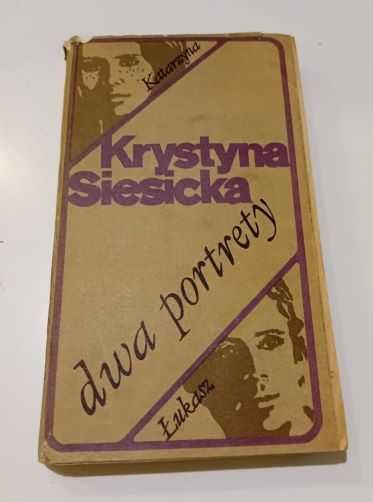 Katarzyna
Krystyna
Siesicka
dwa portrety
Łukasz